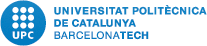 UPC
UNIVERSITAT POLITÈCNICA
DE CATALUNYA
BARCELONATECH